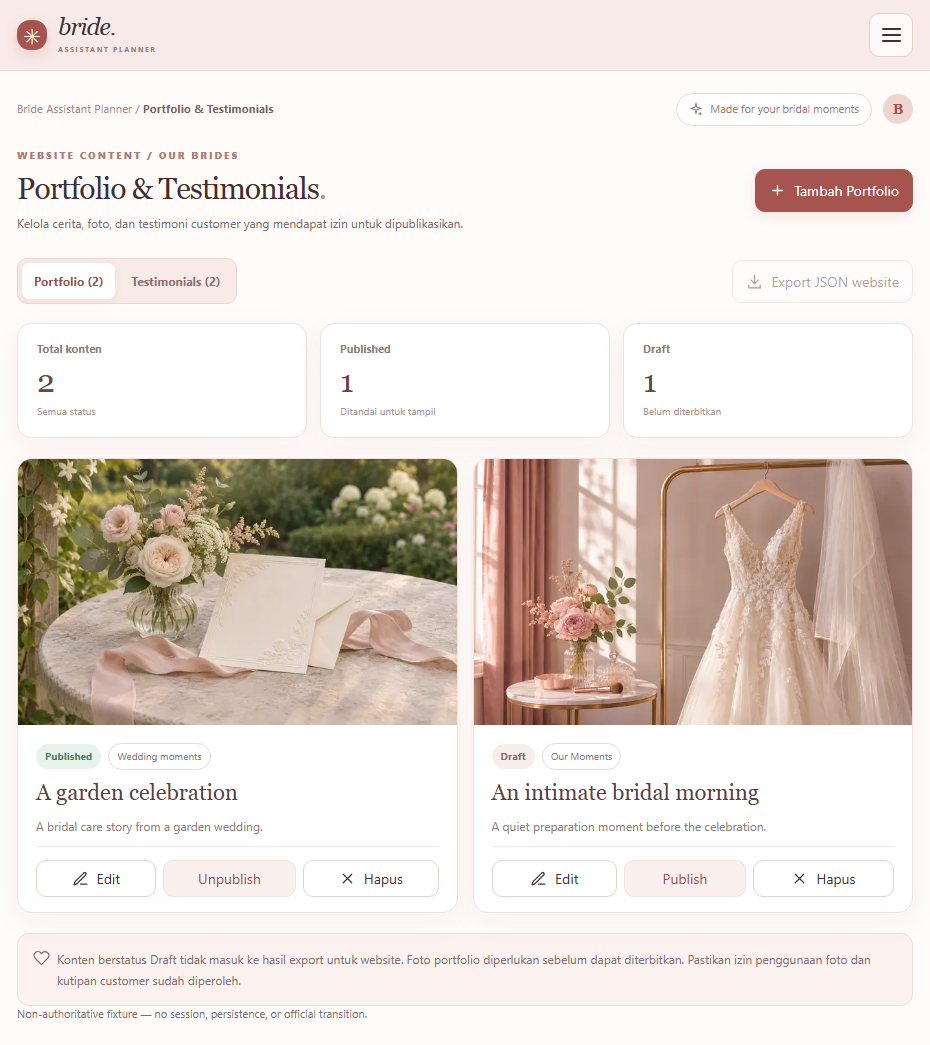 bride.
ASSISTANT PLANNER
Bride Assistant Planner / Portfolio & Testimonials
Made for your bridal moments
B
WEBSITE CONTENT / OUR BRIDES
Portfolio & Testimonials.
Tambah Portfolio
Kelola cerita, foto, dan testimoni customer yang mendapat izin untuk dipublikasikan.
Portfolio (2)
Testimonials (2)
Export JSON website
Total konten
2
Semua status
Published
1
Ditandai untuk tampil
Draft
1
Belum diterbitkan
Published
Wedding moments
A garden celebration
A bridal care story from a garden wedding.
Edit
Unpublish
Hapus
Draft
Our Moments
An intimate bridal morning
A quiet preparation moment before the celebration.
Edit
Publish
Hapus
Konten berstatus Draft tidak masuk ke hasil export untuk website. Foto portfolio diperlukan sebelum dapat diterbitkan. Pastikan izin penggunaan foto dan
kutipan customer sudah diperoleh.
Non-authoritative fixture — no session, persistence, or official transition.